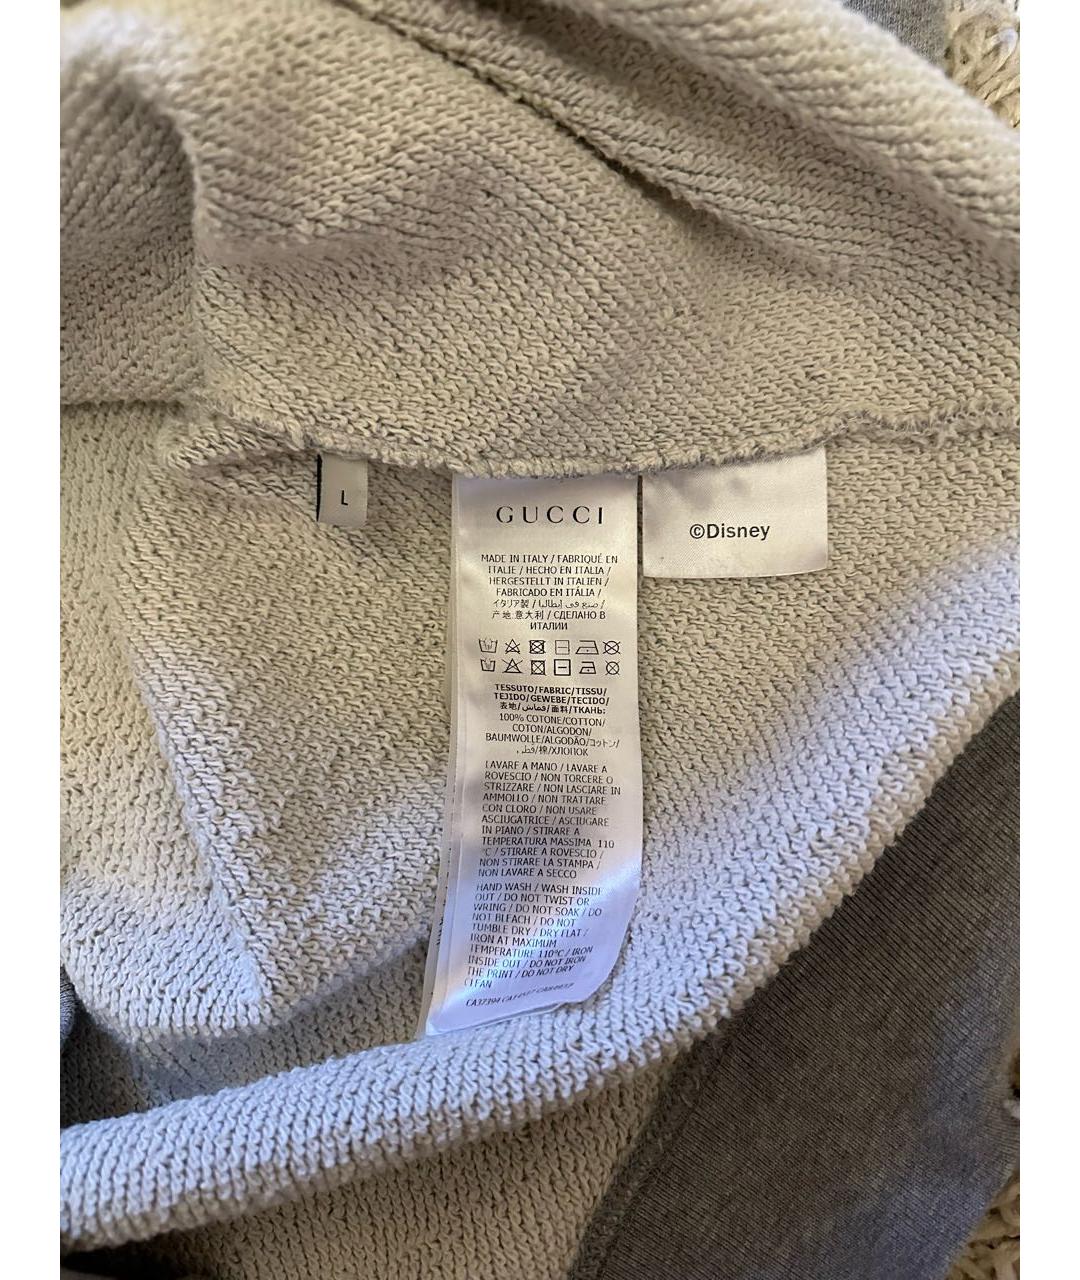 L
GUCCI
©Disney
MADE IN ITALY / FABRIQUÉ EN
ITALIE / HECHO EN ITALIA /
HERGESTELLT IN ITALIEN /
FABRICADO EM ITÁLIA /
イタリア製 / صنع في إيطاليا /
产地:意大利 / СДЕЛАНО В
ИТАЛИИ
TESSUTO/FABRIC/TISSU/
TEJIDO/GEWEBE/TECIDO/
表地/قماش/面料/ТКАНЬ:
100% COTONE/COTTON/
COTON/ALGODON/
BAUMWOLLE/ALGODÃO/コットン/
قطن/棉/ХЛОПОК
LAVARE A MANO / LAVARE A
ROVESCIO / NON TORCERE O
STRIZZARE / NON LASCIARE IN
AMMOLLO / NON TRATTARE
CON CLORO / NON USARE
ASCIUGATRICE / ASCIUGARE
IN PIANO / STIRARE A
TEMPERATURA MASSIMA 110
°C / STIRARE A ROVESCIO /
NON STIRARE LA STAMPA /
NON LAVARE A SECCO
HAND WASH / WASH INSIDE
OUT / DO NOT TWIST OR
WRING / DO NOT SOAK / DO
NOT BLEACH / DO NOT
TUMBLE DRY / DRY FLAT /
IRON AT MAXIMUM
TEMPERATURE 110°C / IRON
INSIDE OUT / DO NOT IRON
THE PRINT / DO NOT DRY
CLEAN
CA37394